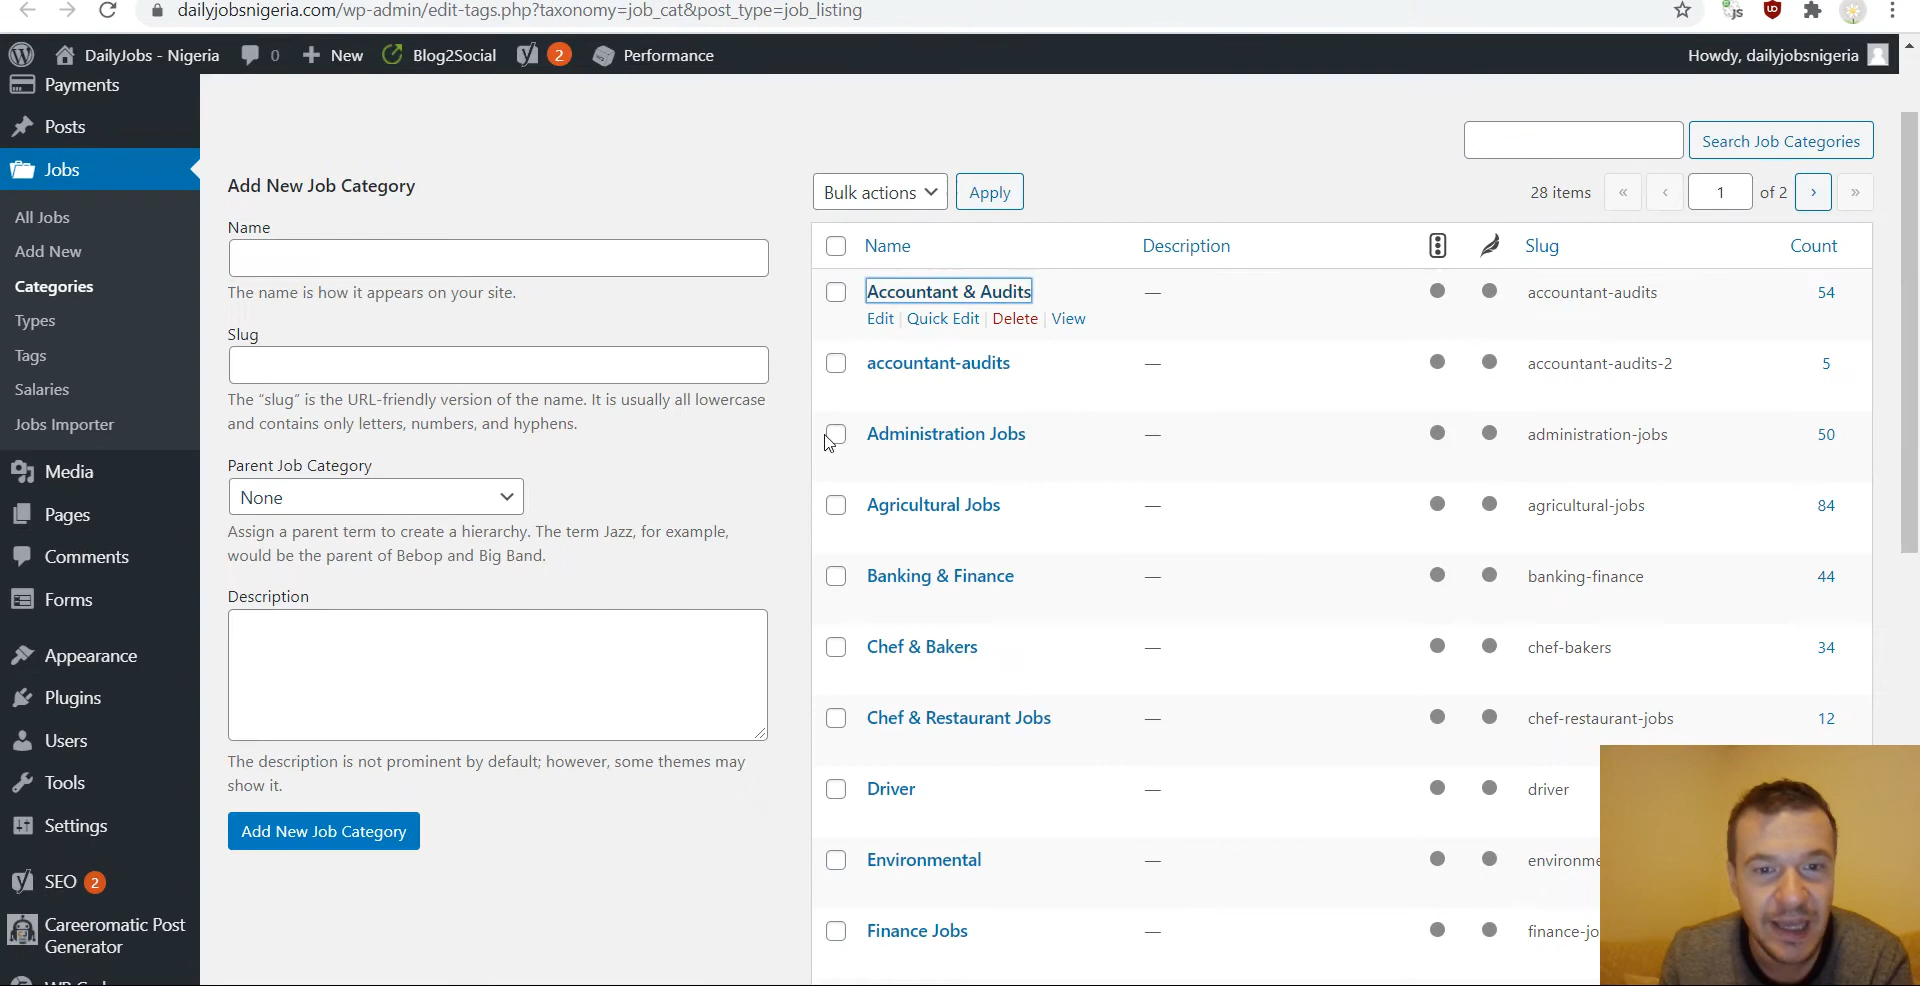 dailyjobsnigeria.com/wp-admin/edit-tags.php?taxonomy=job_cat&post_type=job_listing
DailyJobs - Nigeria 0 New Blog2Social 2 Performance
Howdy, dailyjobsnigeria
Payments
Posts
Jobs
All Jobs
Add New
Categories
Types
Tags
Salaries
Jobs Importer
Media
Pages
Comments
Forms
Appearance
Plugins
Users
Tools
Settings
SEO 2
Careeromatic Post
Generator
Add New Job Category
Name
The name is how it appears on your site.
Slug
The “slug” is the URL-friendly version of the name. It is usually all lowercase
and contains only letters, numbers, and hyphens.
Parent Job Category
None
Assign a parent term to create a hierarchy. The term Jazz, for example,
would be the parent of Bebop and Big Band.
Description
The description is not prominent by default; however, some themes may
show it.
Add New Job Category
Search Job Categories
Bulk actions Apply
28 items « ‹ 1 of 2 › »
Name Description Slug Count
Accountant & Audits — accountant-audits 54
Edit | Quick Edit | Delete | View
accountant-audits — accountant-audits-2 5
Administration Jobs — administration-jobs 50
Agricultural Jobs — agricultural-jobs 84
Banking & Finance — banking-finance 44
Chef & Bakers — chef-bakers 34
Chef & Restaurant Jobs — chef-restaurant-jobs 12
Driver — driver
Environmental — environme
Finance Jobs — finance-jo